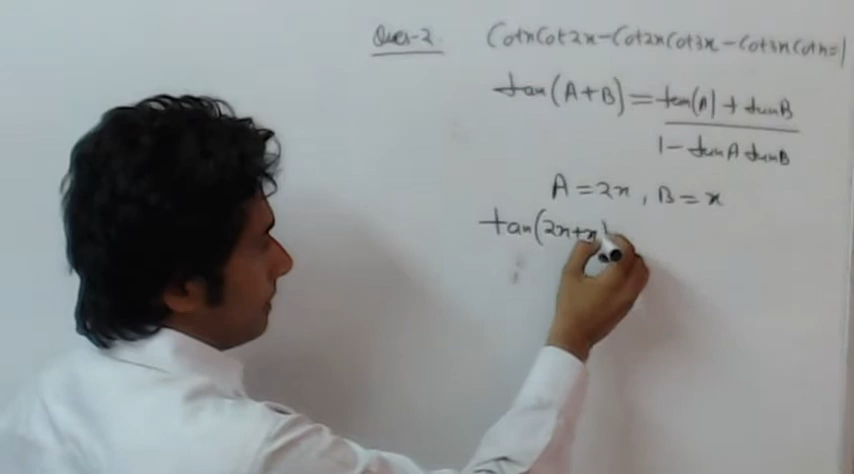 Ques-2. Cotx Cot2x - Cot2x Cot3x - Cot3x Cotx = 1
tan(A+B) = tan(A) + tanB
1 - tanA tanB
A = 2x, B = x
tan(2x+x)